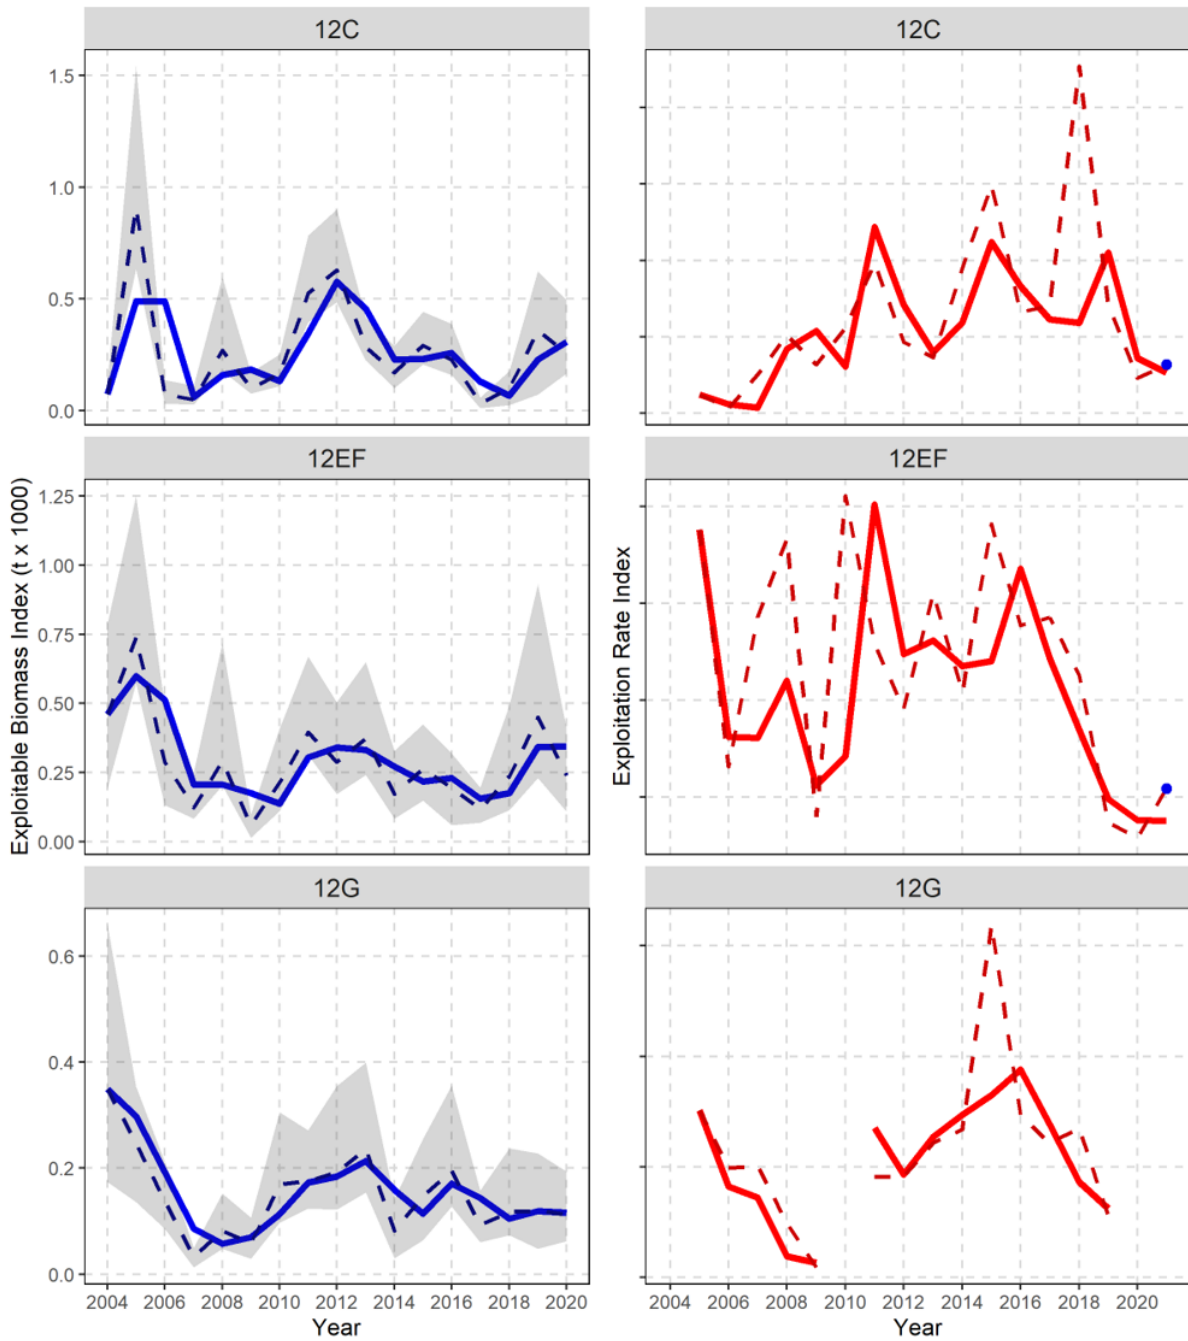 12C
12C
1.5
1.0
0.5
0.0
12EF
12EF
1.25
1.00
0.75
0.50
0.25
0.00
Exploitable Biomass Index (t x 1000)
Exploitation Rate Index
12G
12G
0.6
0.4
0.2
0.0
2004 2006 2008 2010 2012 2014 2016 2018 2020
2004 2006 2008 2010 2012 2014 2016 2018 2020
Year
Year